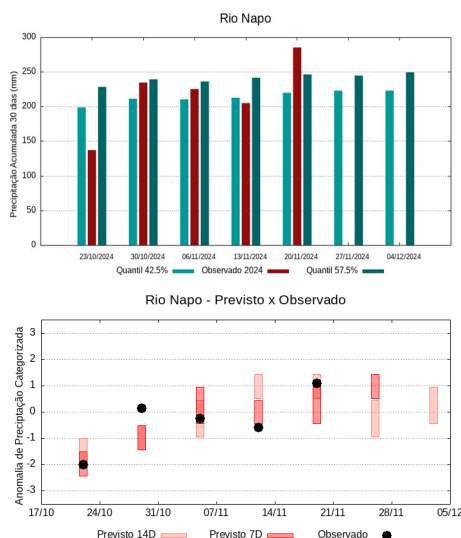 Rio Napo
Precipitação Acumulada 30 dias (mm)
300
250
200
150
100
50
0
23/10/2024 30/10/2024 06/11/2024 13/11/2024 20/11/2024 27/11/2024 04/12/2024
Quantil 42.5% Observado 2024 Quantil 57.5%
Rio Napo - Previsto x Observado
Anomalia de Preciptação Categorizada
3
2
1
0
-1
-2
-3
17/10 24/10 31/10 07/11 14/11 21/11 28/11 05/12
Previsto 14D Previsto 7D Observado